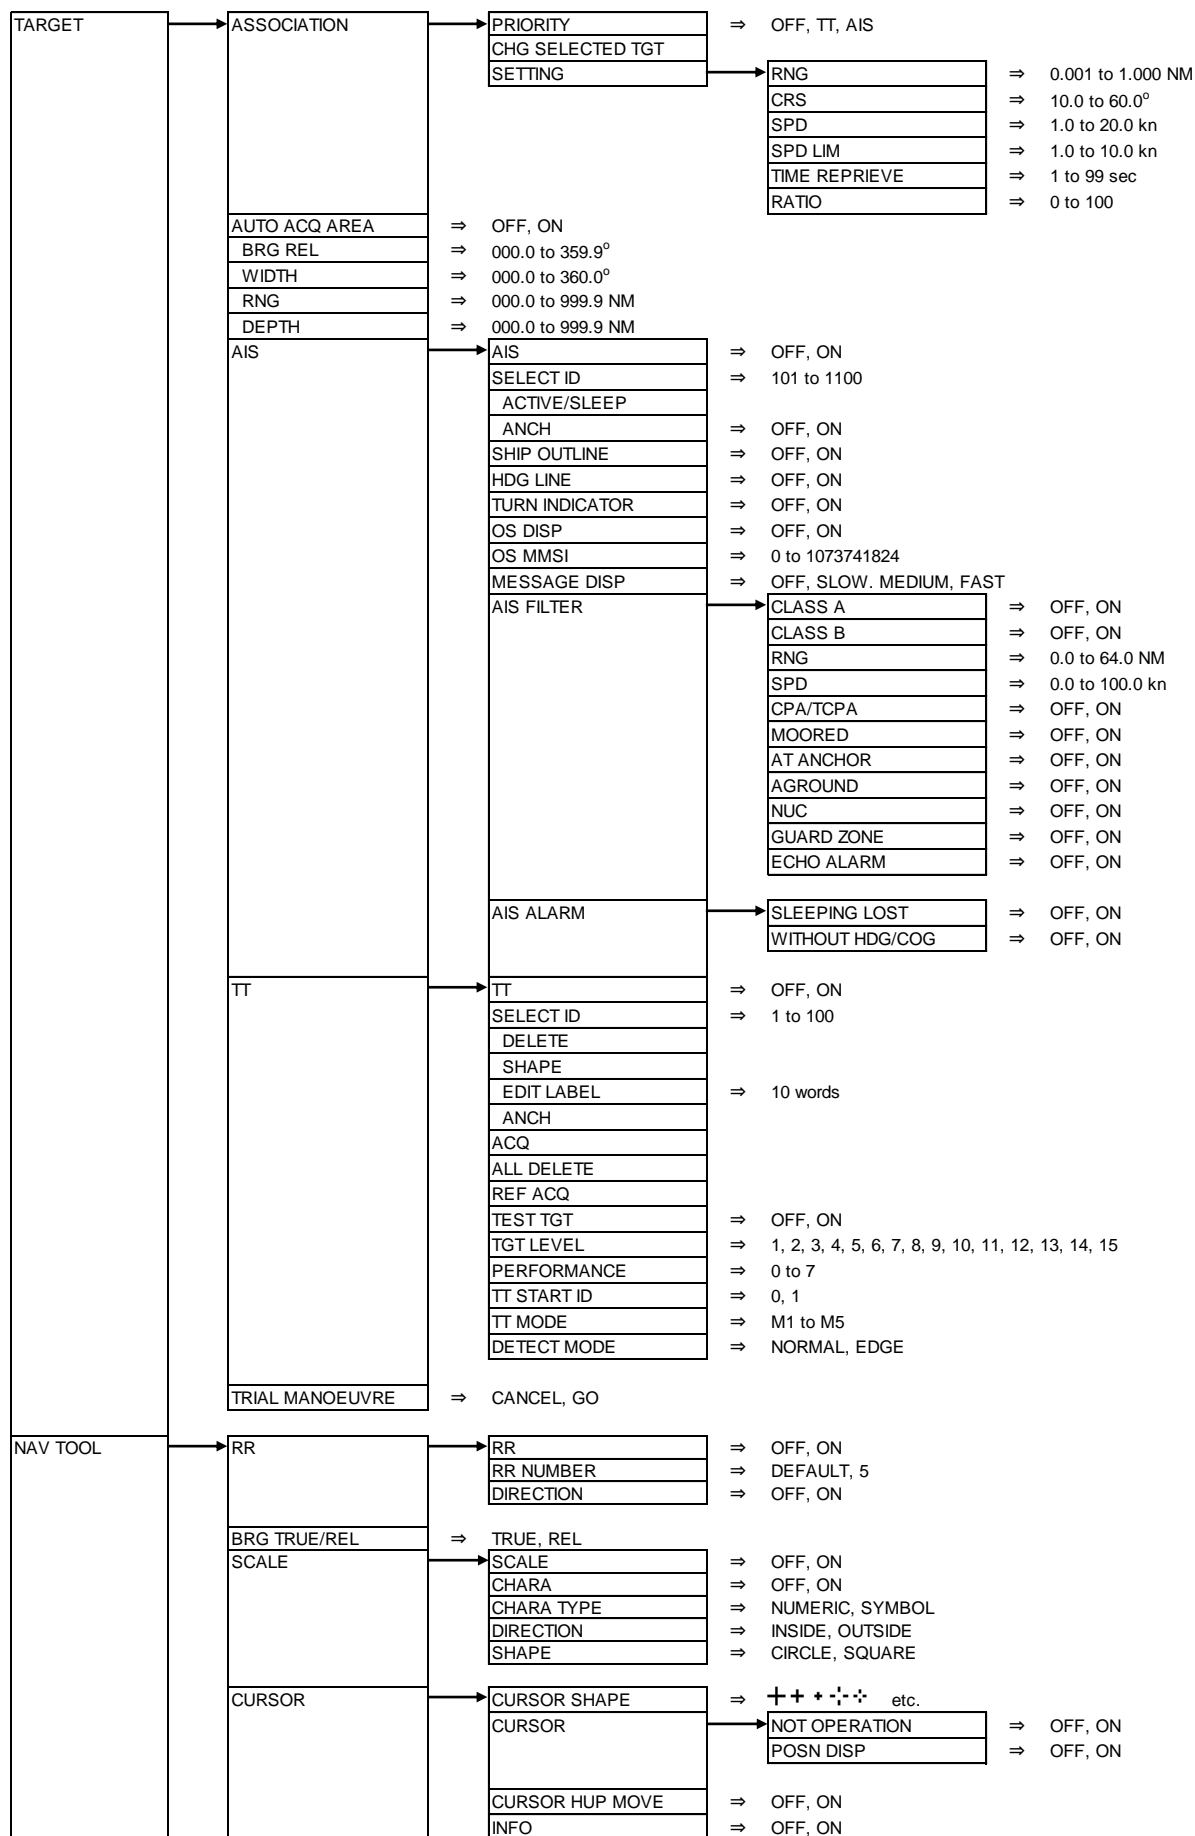 TARGET ASSOCIATION PRIORITY ⇒ OFF, TT, AIS
CHG SELECTED TGT
SETTING RNG ⇒ 0.001 to 1.000 NM
CRS ⇒ 10.0 to 60.0°
SPD ⇒ 1.0 to 20.0 kn
SPD LIM ⇒ 1.0 to 10.0 kn
TIME REPRIEVE ⇒ 1 to 99 sec
RATIO ⇒ 0 to 100
AUTO ACQ AREA ⇒ OFF, ON
BRG REL ⇒ 000.0 to 359.9°
WIDTH ⇒ 000.0 to 360.0°
RNG ⇒ 000.0 to 999.9 NM
DEPTH ⇒ 000.0 to 999.9 NM
AIS AIS ⇒ OFF, ON
SELECT ID ⇒ 101 to 1100
ACTIVE/SLEEP
ANCH ⇒ OFF, ON
SHIP OUTLINE ⇒ OFF, ON
HDG LINE ⇒ OFF, ON
TURN INDICATOR ⇒ OFF, ON
OS DISP ⇒ OFF, ON
OS MMSI ⇒ 0 to 1073741824
MESSAGE DISP ⇒ OFF, SLOW. MEDIUM, FAST
AIS FILTER CLASS A ⇒ OFF, ON
CLASS B ⇒ OFF, ON
RNG ⇒ 0.0 to 64.0 NM
SPD ⇒ 0.0 to 100.0 kn
CPA/TCPA ⇒ OFF, ON
MOORED ⇒ OFF, ON
AT ANCHOR ⇒ OFF, ON
AGROUND ⇒ OFF, ON
NUC ⇒ OFF, ON
GUARD ZONE ⇒ OFF, ON
ECHO ALARM ⇒ OFF, ON
AIS ALARM SLEEPING LOST ⇒ OFF, ON
WITHOUT HDG/COG ⇒ OFF, ON
TT TT ⇒ OFF, ON
SELECT ID ⇒ 1 to 100
DELETE
SHAPE
EDIT LABEL ⇒ 10 words
ANCH
ACQ
ALL DELETE
REF ACQ
TEST TGT ⇒ OFF, ON
TGT LEVEL ⇒ 1, 2, 3, 4, 5, 6, 7, 8, 9, 10, 11, 12, 13, 14, 15
PERFORMANCE ⇒ 0 to 7
TT START ID ⇒ 0, 1
TT MODE ⇒ M1 to M5
DETECT MODE ⇒ NORMAL, EDGE
TRIAL MANOEUVRE ⇒ CANCEL, GO
NAV TOOL RR RR ⇒ OFF, ON
RR NUMBER ⇒ DEFAULT, 5
DIRECTION ⇒ OFF, ON
BRG TRUE/REL ⇒ TRUE, REL
SCALE SCALE ⇒ OFF, ON
CHARA ⇒ OFF, ON
CHARA TYPE ⇒ NUMERIC, SYMBOL
DIRECTION ⇒ INSIDE, OUTSIDE
SHAPE ⇒ CIRCLE, SQUARE
CURSOR CURSOR SHAPE ⇒ etc.
CURSOR NOT OPERATION ⇒ OFF, ON
POSN DISP ⇒ OFF, ON
CURSOR HUP MOVE ⇒ OFF, ON
INFO ⇒ OFF, ON